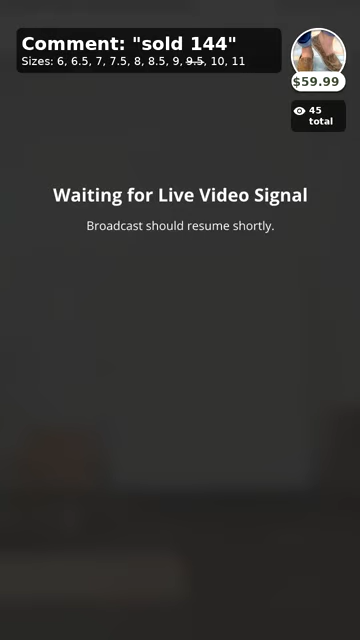 Comment: "sold 144"
Sizes: 6, 6.5, 7, 7.5, 8, 8.5, 9, 9.5, 10, 11
$59.99
45
total
Waiting for Live Video Signal
Broadcast should resume shortly.